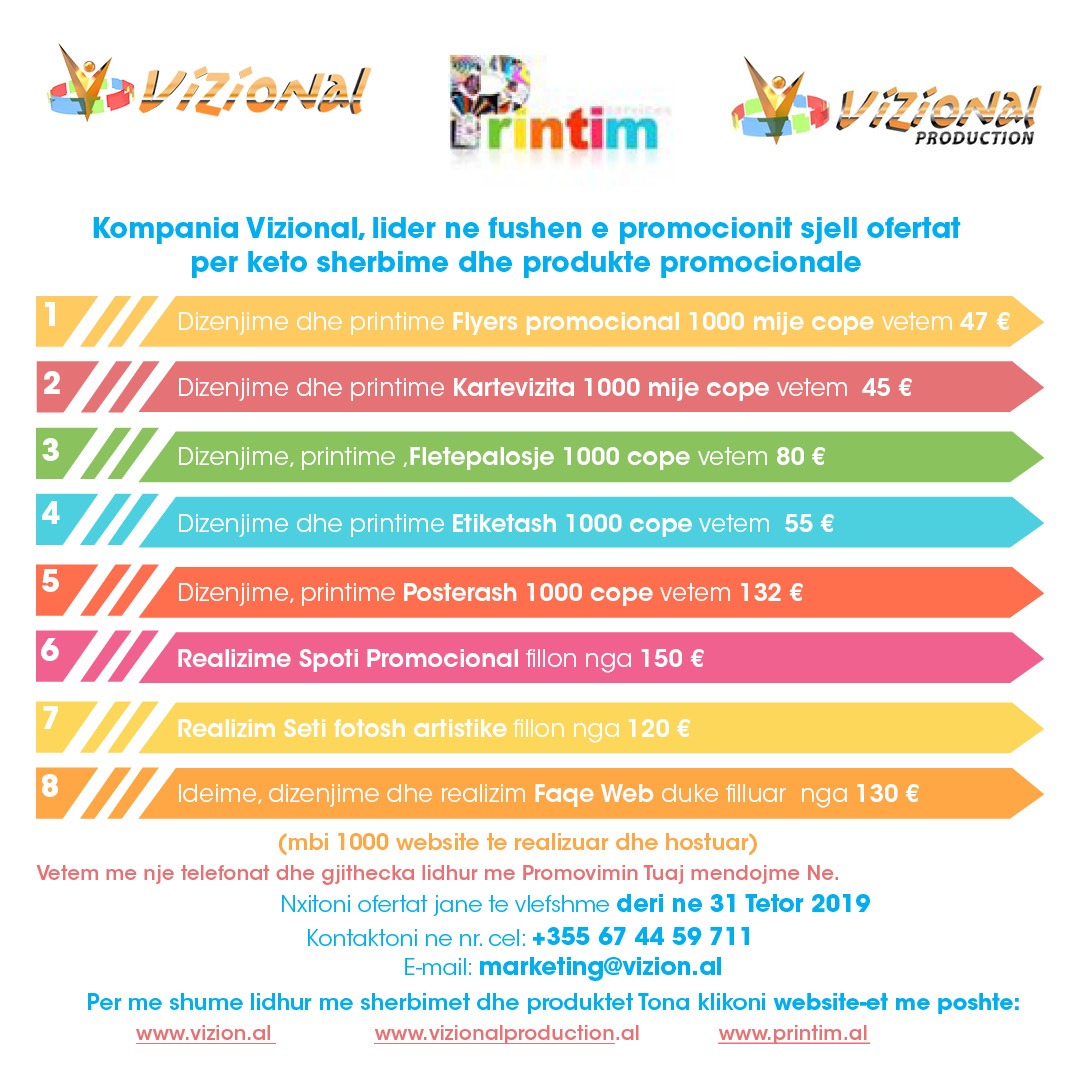 Vizional
Printim
services
Vizional
PRODUCTION
Kompania Vizional, lider ne fushen e promocionit sjell ofertat
per keto sherbime dhe produkte promocionale
1 Dizenjime dhe printime Flyers promocional 1000 mije cope vetem 47 €
2 Dizenjime dhe printime Kartevizita 1000 mije cope vetem 45 €
3 Dizenjime, printime ,Fletepalosje 1000 cope vetem 80 €
4 Dizenjime dhe printime Etiketash 1000 cope vetem 55 €
5 Dizenjime, printime Posterash 1000 cope vetem 132 €
6 Realizime Spoti Promocional fillon nga 150 €
7 Realizim Seti fotosh artistike fillon nga 120 €
8 Ideime, dizenjime dhe realizim Faqe Web duke filluar nga 130 €
(mbi 1000 website te realizuar dhe hostuar)
Vetem me nje telefonat dhe gjithecka lidhur me Promovimin Tuaj mendojme Ne.
Nxitoni ofertat jane te vlefshme deri ne 31 Tetor 2019
Kontaktoni ne nr. cel: +355 67 44 59 711
E-mail: marketing@vizion.al
Per me shume lidhur me sherbimet dhe produktet Tona klikoni website-et me poshte:
www.vizion.al www.vizionalproduction.al www.printim.al